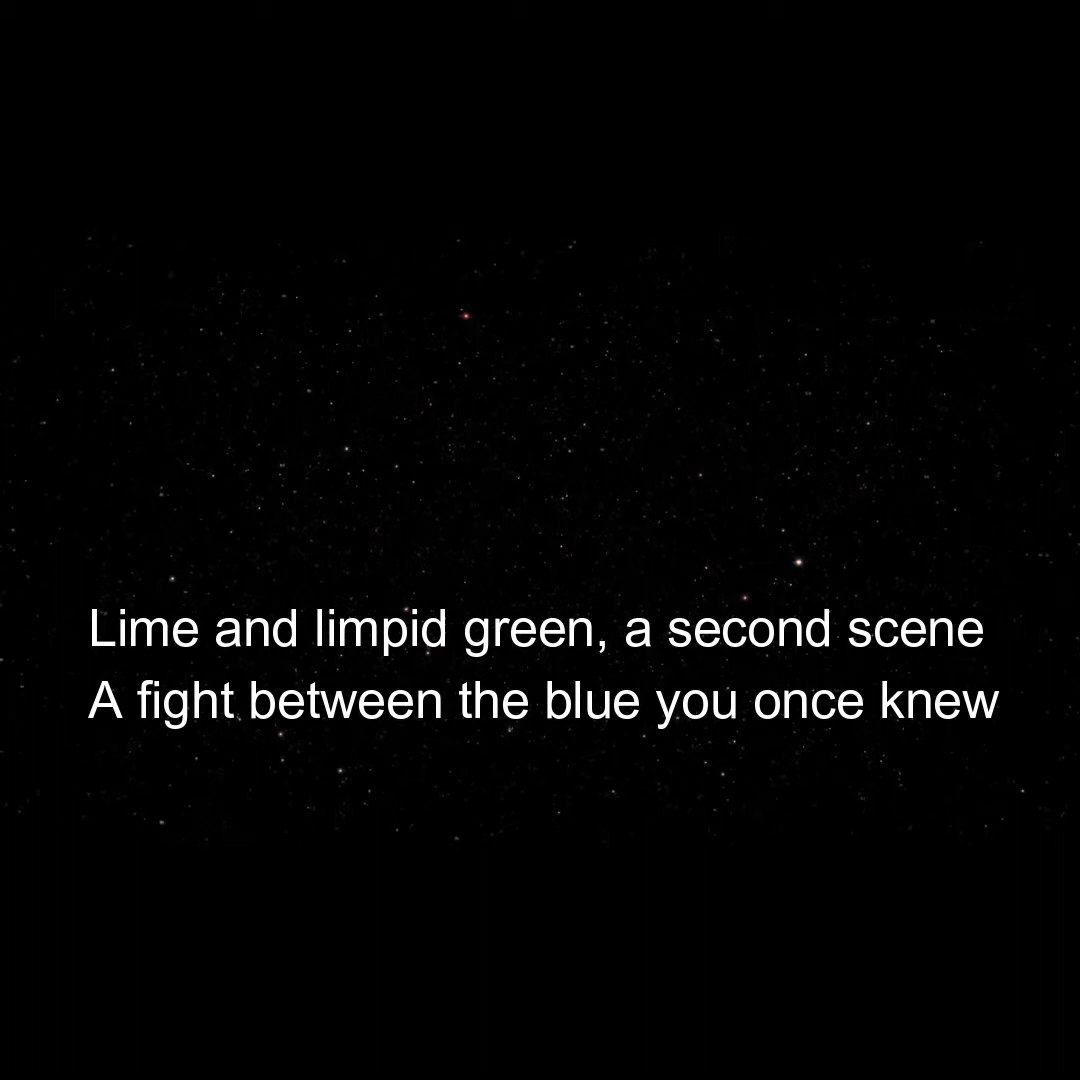 Lime and limpid green, a second scene
A fight between the blue you once knew